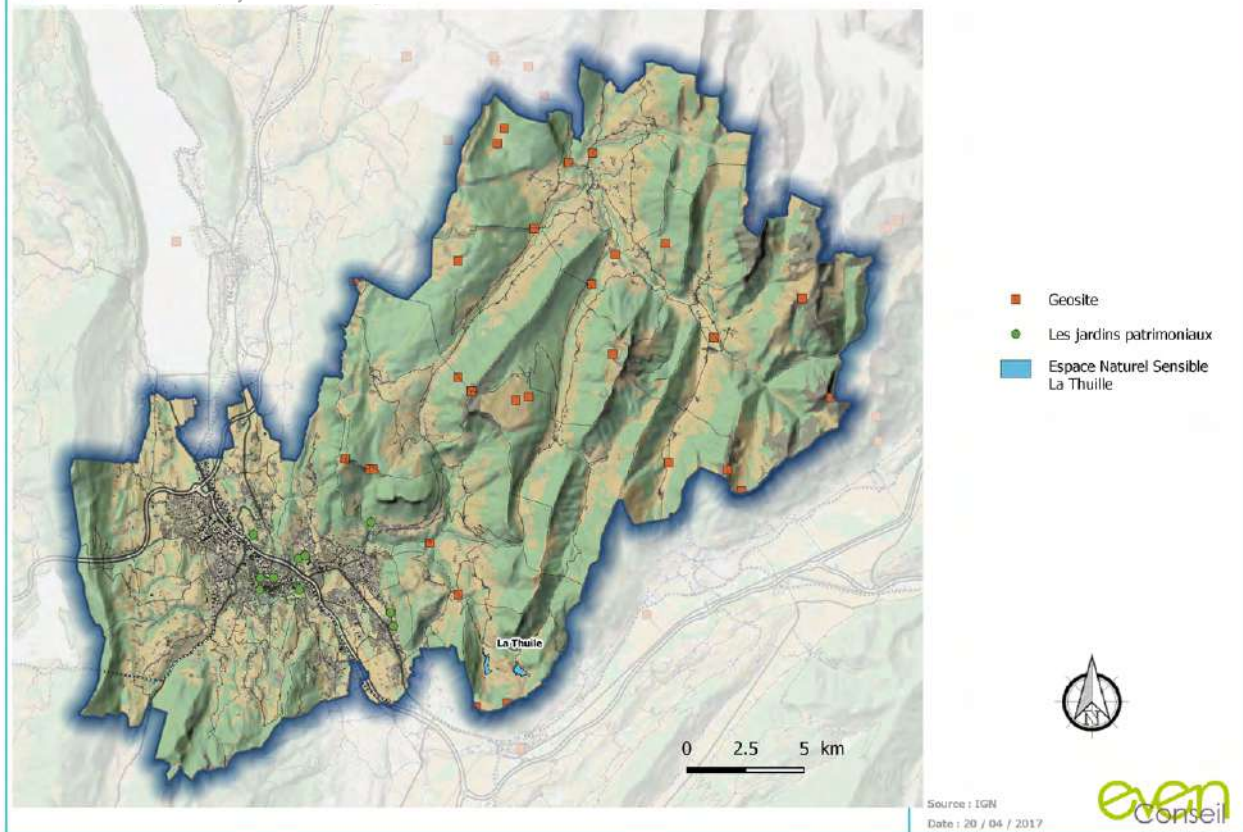 Geosite
Les jardins patrimoniaux
Espace Naturel Sensible
La Thuille
La Thuile
N
0 2.5 5 km
Source : IGN
Date : 20 / 04 / 2017
even
Conseil